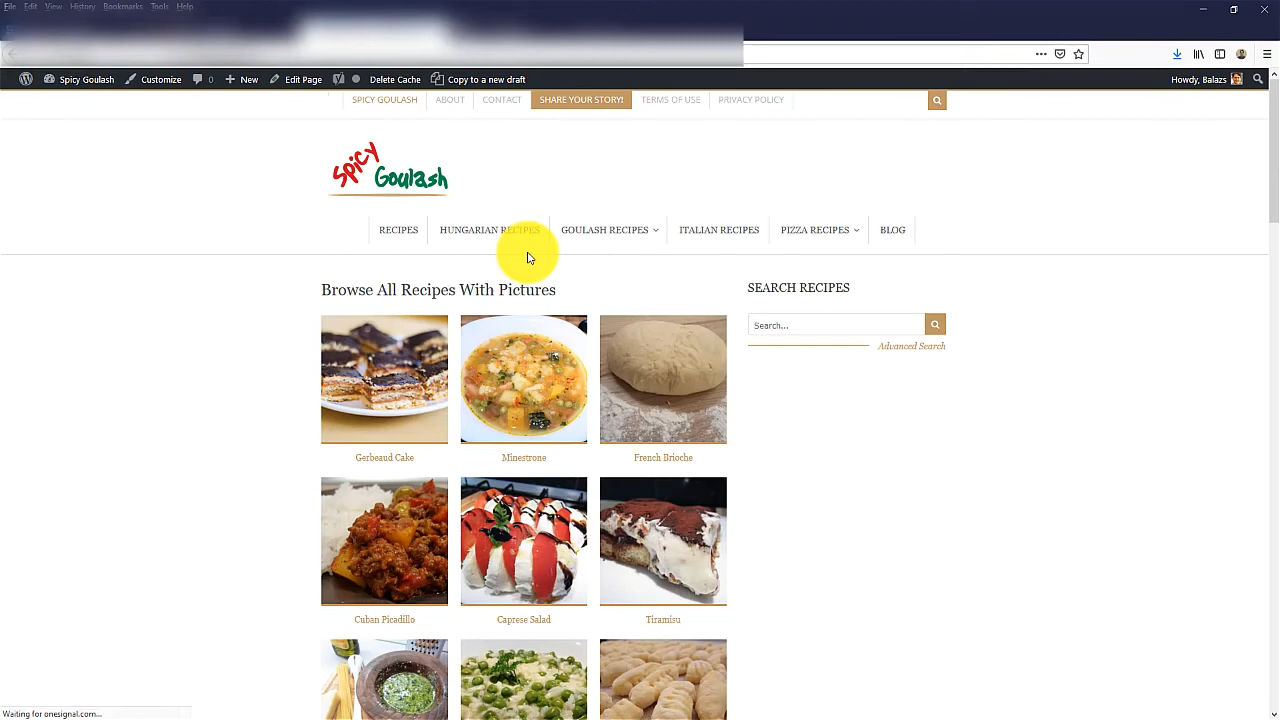 File Edit View History Bookmarks Tools Help
Spicy Goulash Customize 0 New Edit Page Delete Cache Copy to a new draft Howdy, Balazs
SPICY GOULASH ABOUT CONTACT SHARE YOUR STORY! TERMS OF USE PRIVACY POLICY
Spicy
Goulash
RECIPES HUNGARIAN RECIPES GOULASH RECIPES ITALIAN RECIPES PIZZA RECIPES BLOG
Browse All Recipes With Pictures
SEARCH RECIPES
Search...
Advanced Search
Gerbeaud Cake Minestrone French Brioche
Cuban Picadillo Caprese Salad Tiramisu
Waiting for onesignal.com...